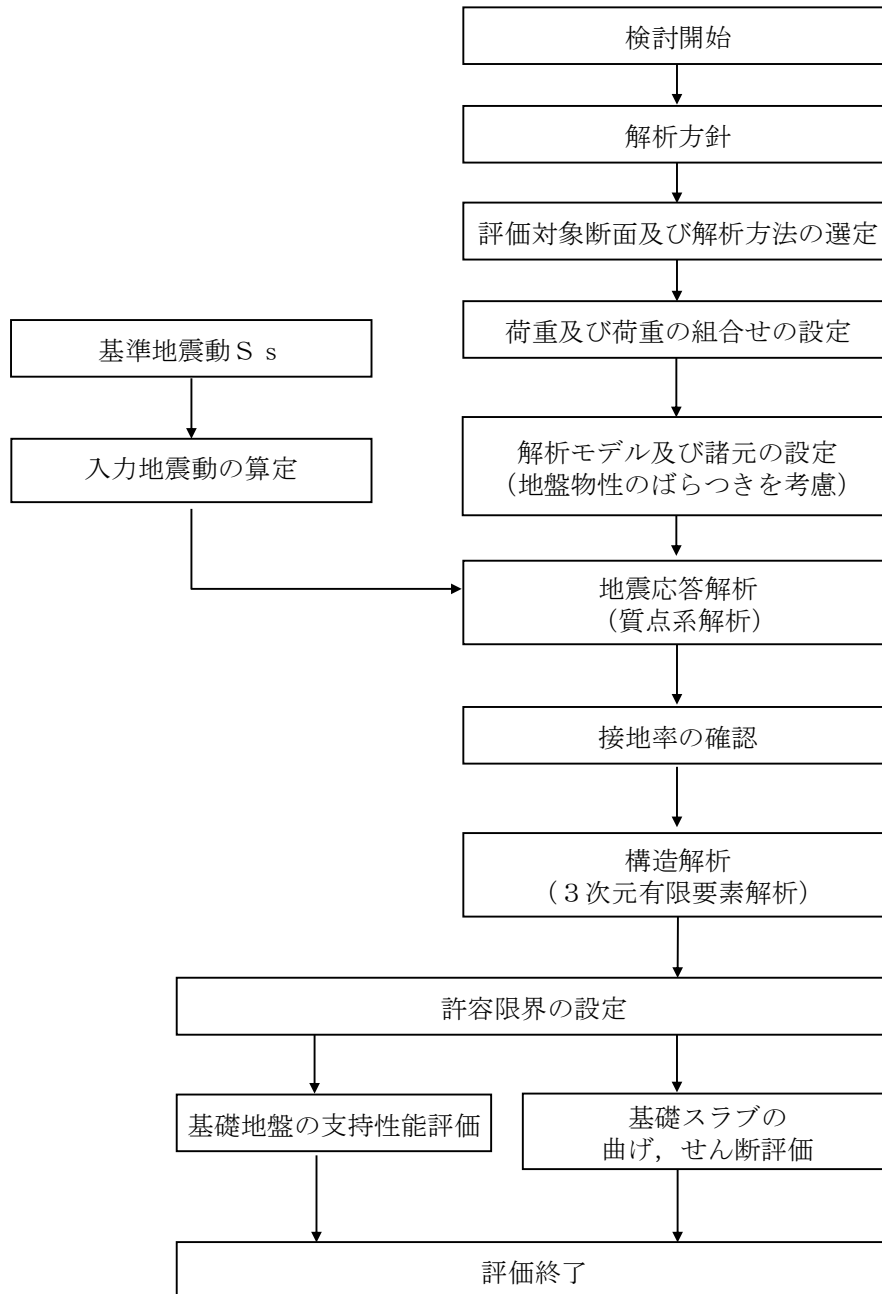 検討開始
解析方針
評価対象断面及び解析方法の選定
荷重及び荷重の組合せの設定
基準地震動Ｓｓ
入力地震動の算定
解析モデル及び諸元の設定
（地盤物性のばらつきを考慮）
地震応答解析
（質点系解析）
接地率の確認
構造解析
（３次元有限要素解析）
許容限界の設定
基礎地盤の支持性能評価
基礎スラブの
曲げ，せん断評価
評価終了